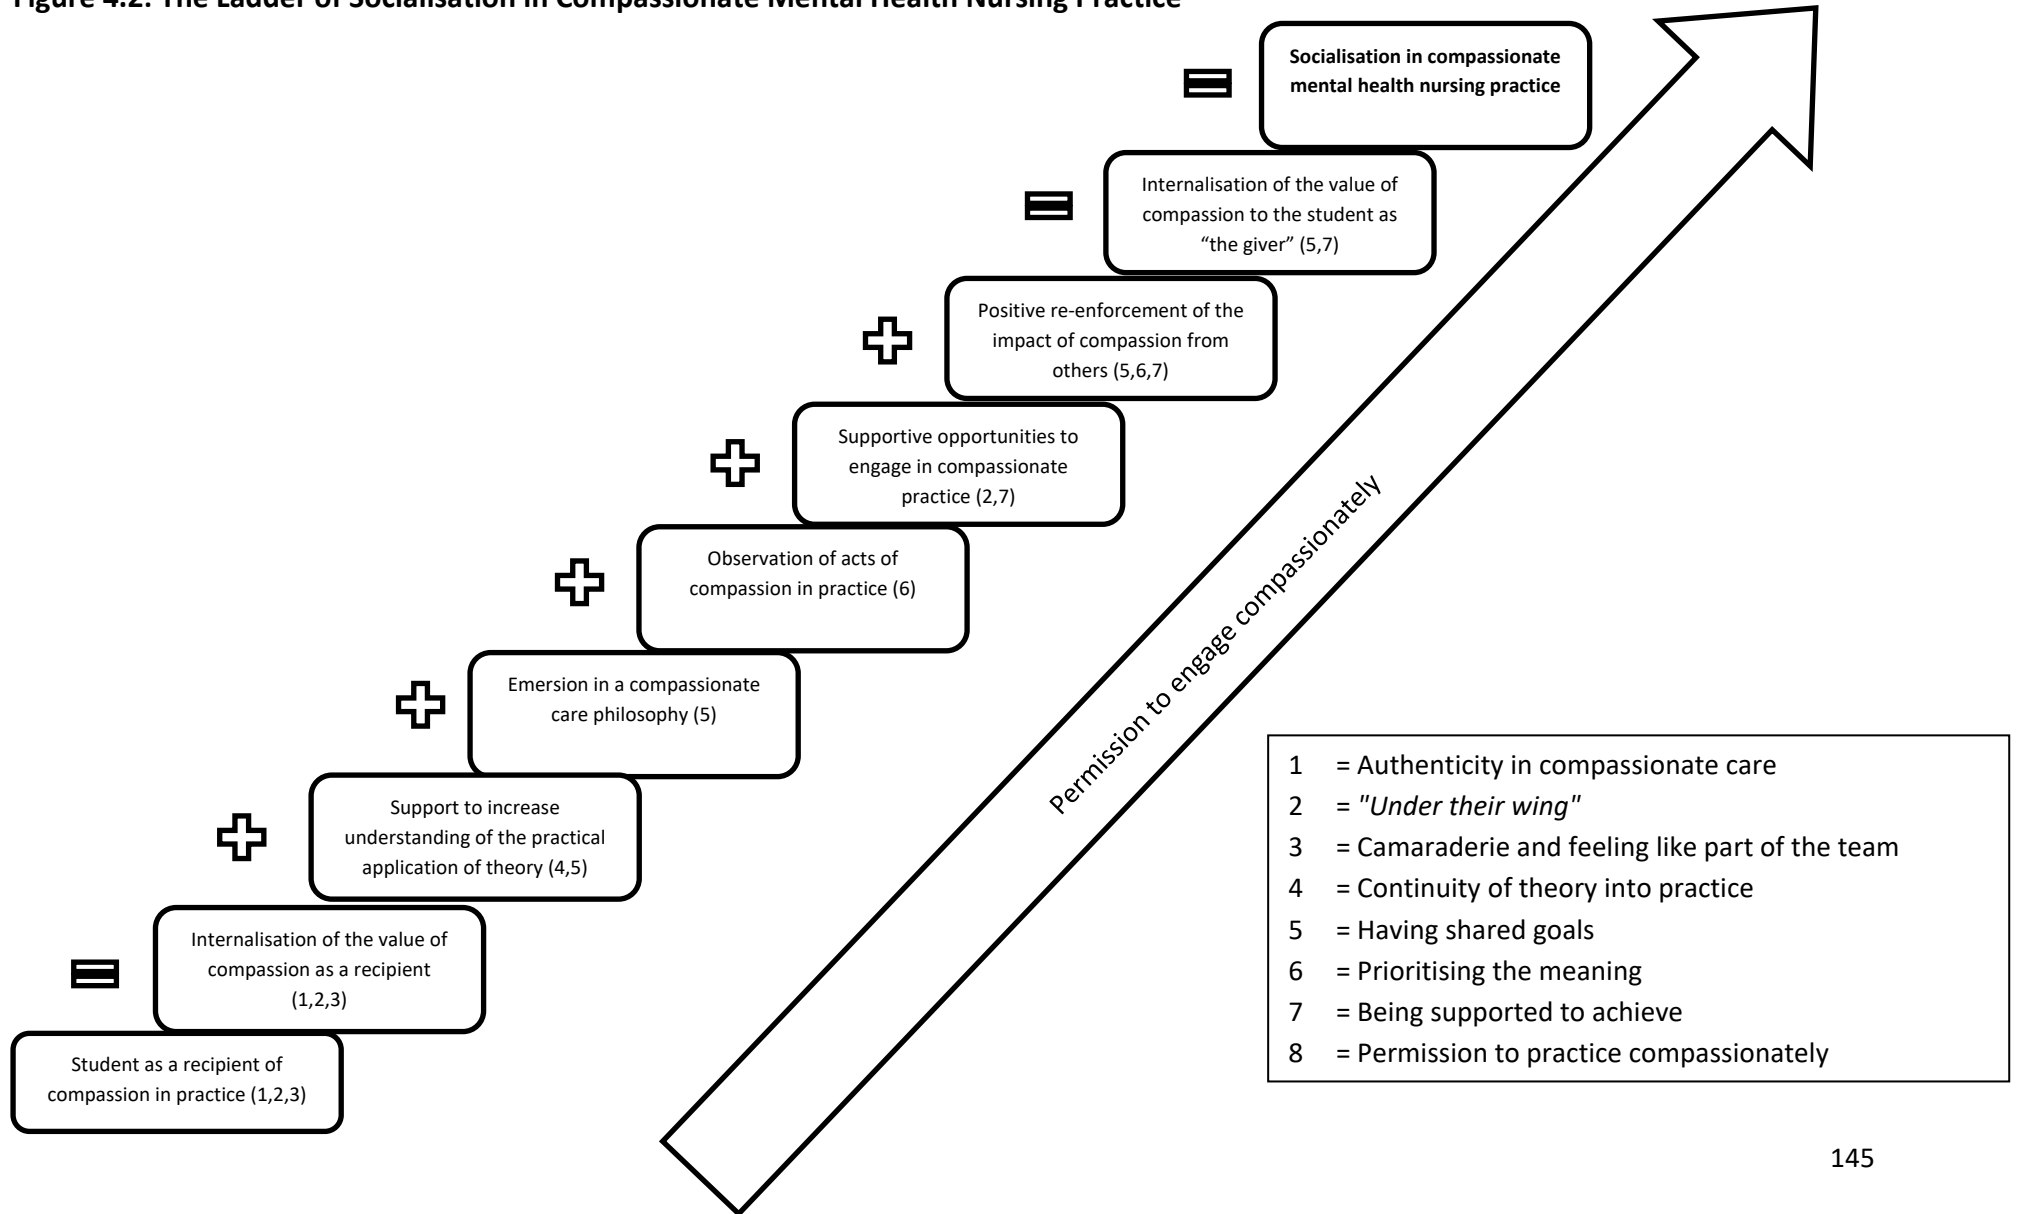 Figure 4.2: The Ladder of Socialisation in Compassionate Mental Health Nursing Practice
Socialisation in compassionate
mental health nursing practice
Internalisation of the value of
compassion to the student as
“the giver” (5,7)
Positive re-enforcement of the
impact of compassion from
others (5,6,7)
Supportive opportunities to
engage in compassionate
practice (2,7)
Observation of acts of
compassion in practice (6)
Emersion in a compassionate
care philosophy (5)
Support to increase
understanding of the practical
application of theory (4,5)
Internalisation of the value of
compassion as a recipient
(1,2,3)
Student as a recipient of
compassion in practice (1,2,3)
Permission to engage compassionately
1 = Authenticity in compassionate care
2 = "Under their wing"
3 = Camaraderie and feeling like part of the team
4 = Continuity of theory into practice
5 = Having shared goals
6 = Prioritising the meaning
7 = Being supported to achieve
8 = Permission to practice compassionately
145